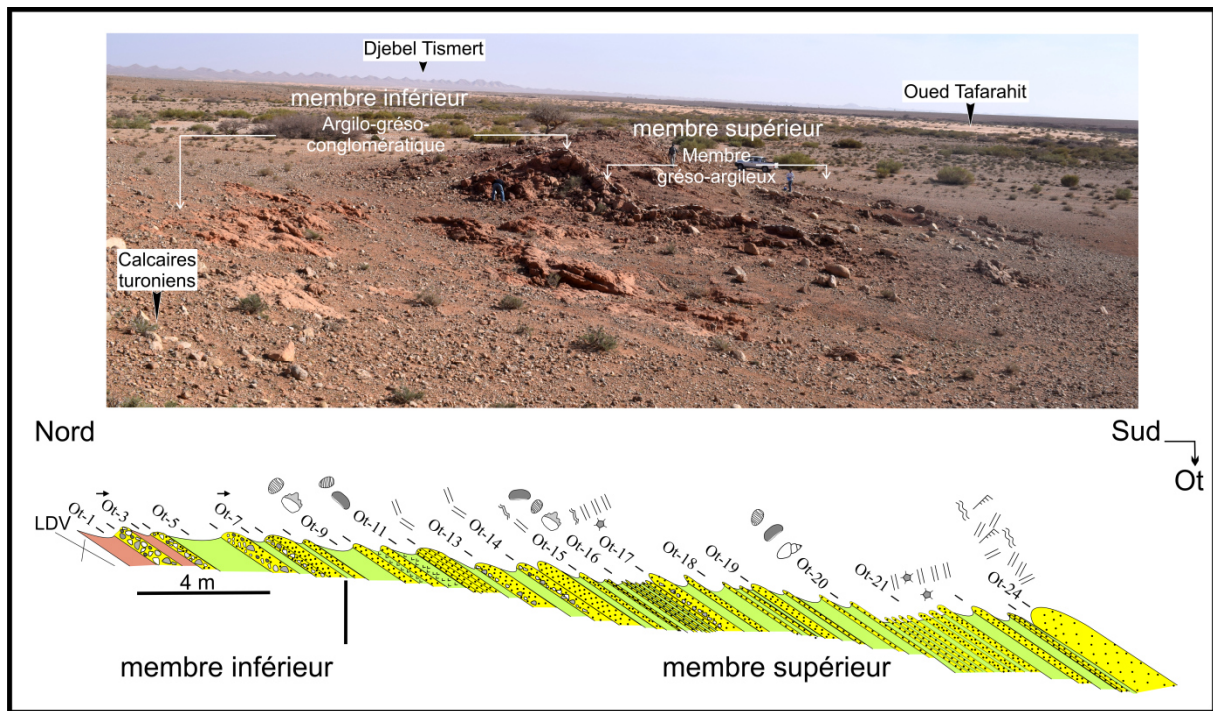 Djebel Tismert
Oued Tafarahit
membre inférieur
Argilo-gréso-
conglomératique
membre supérieur
Membre
gréso-argileux
Calcaires
turoniens
Nord
Sud
Ot
LDV
Ot-1
Ot-3
Ot-5
Ot-7
Ot-9
Ot-11
Ot-13
Ot-14
Ot-15
Ot-16
Ot-17
Ot-18
Ot-19
Ot-20
Ot-21
Ot-24
4 m
membre inférieur
membre supérieur